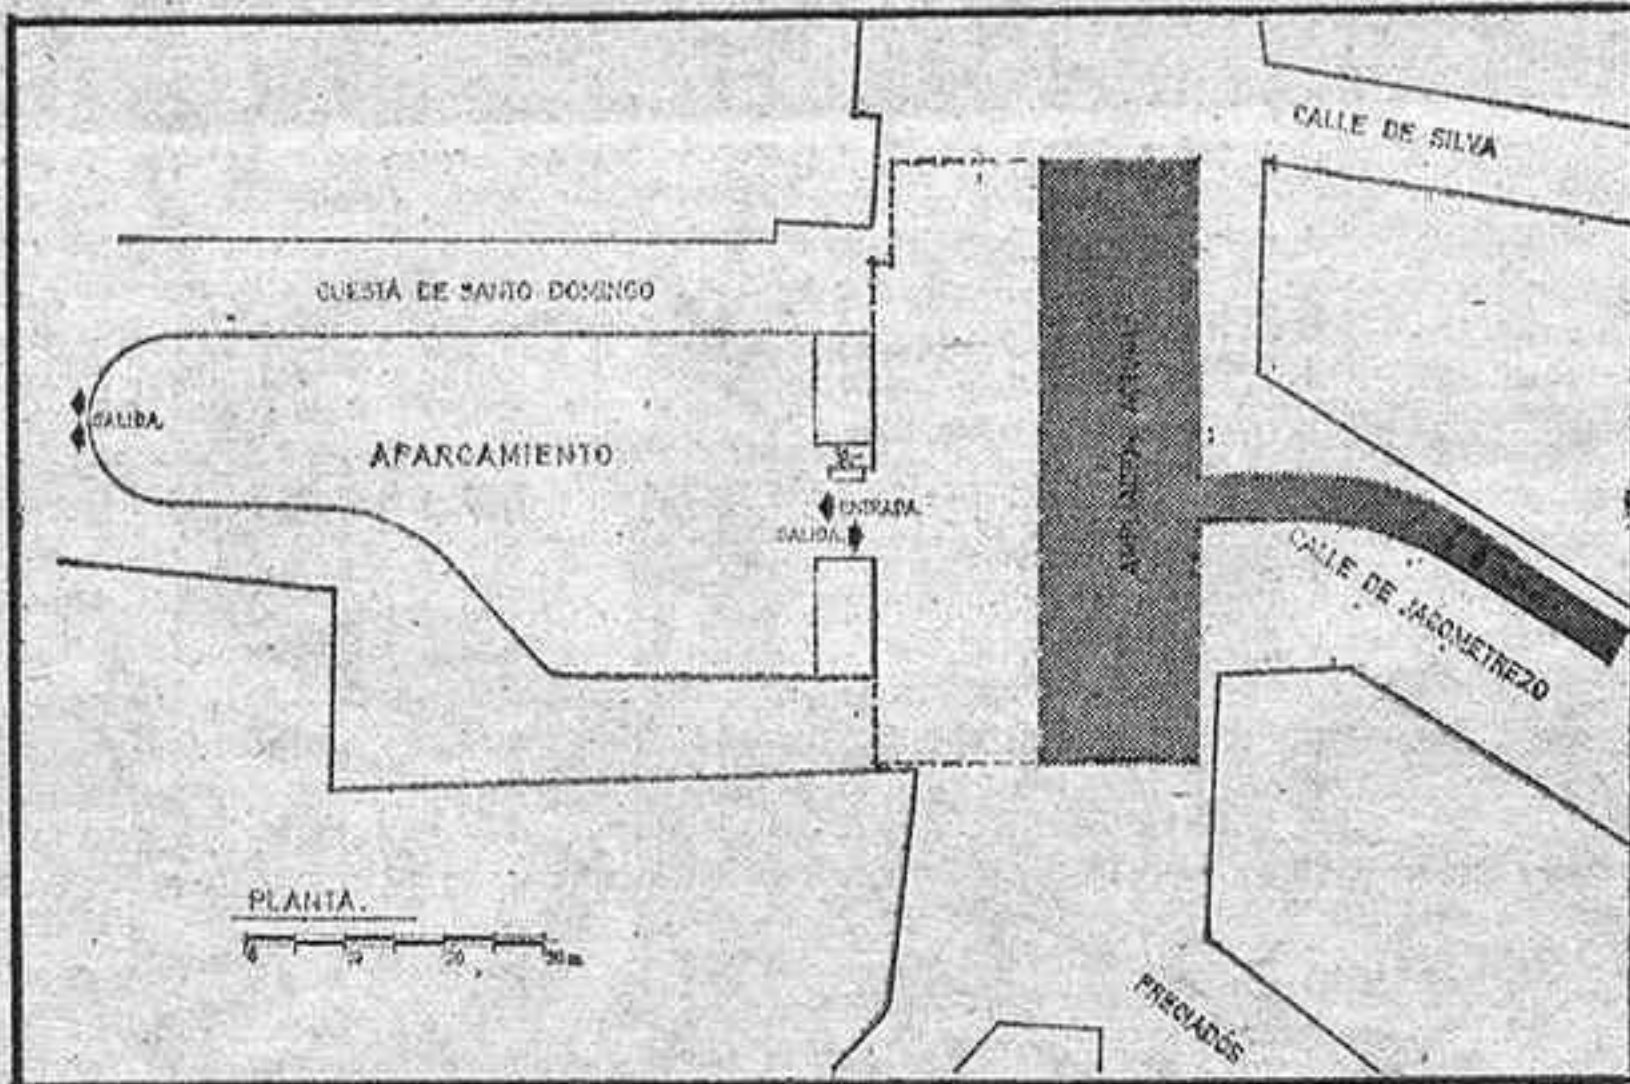 CALLE DE SILVA
CUESTA DE SANTO DOMINGO
SALIDA.
APARCAMIENTO
ENTRADA.
SALIDA.
CALLE DE JACOMETREZO
PLANTA.
0 10 20 30 m
PRECIADOS